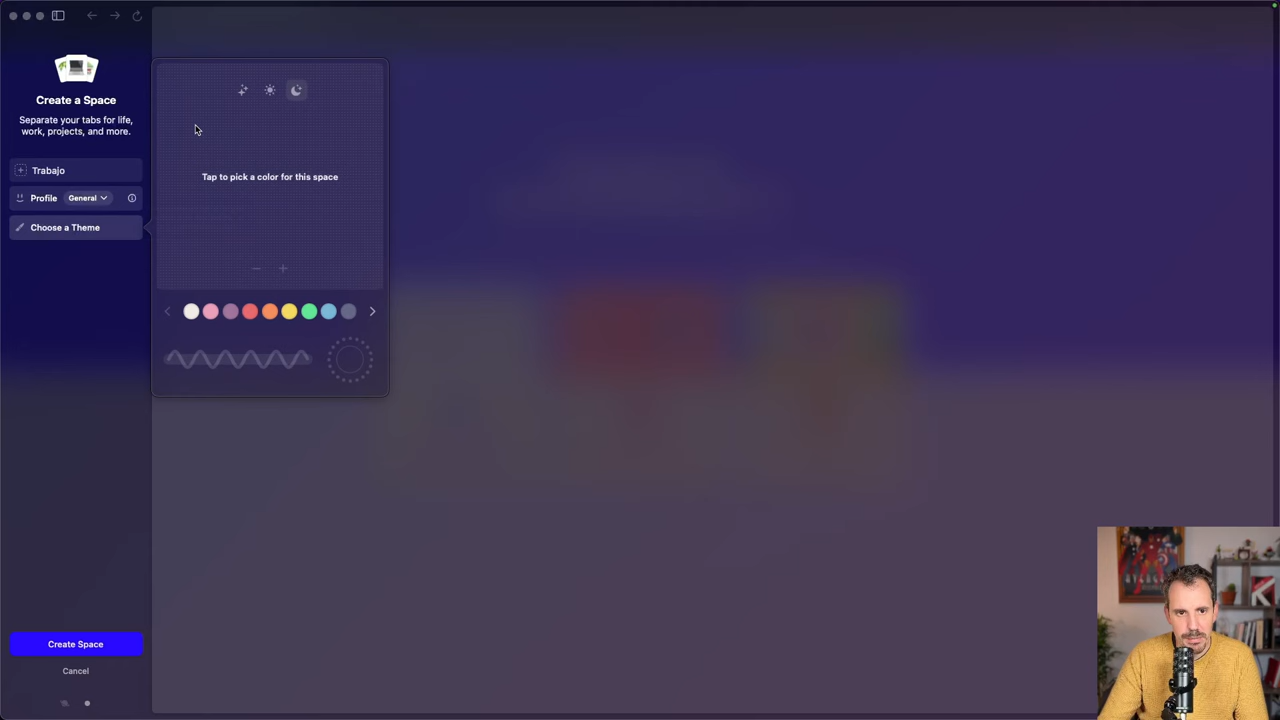 Create a Space
Separate your tabs for life,
work, projects, and more.
Trabajo
Profile General
Choose a Theme
Tap to pick a color for this space
Create Space
Cancel